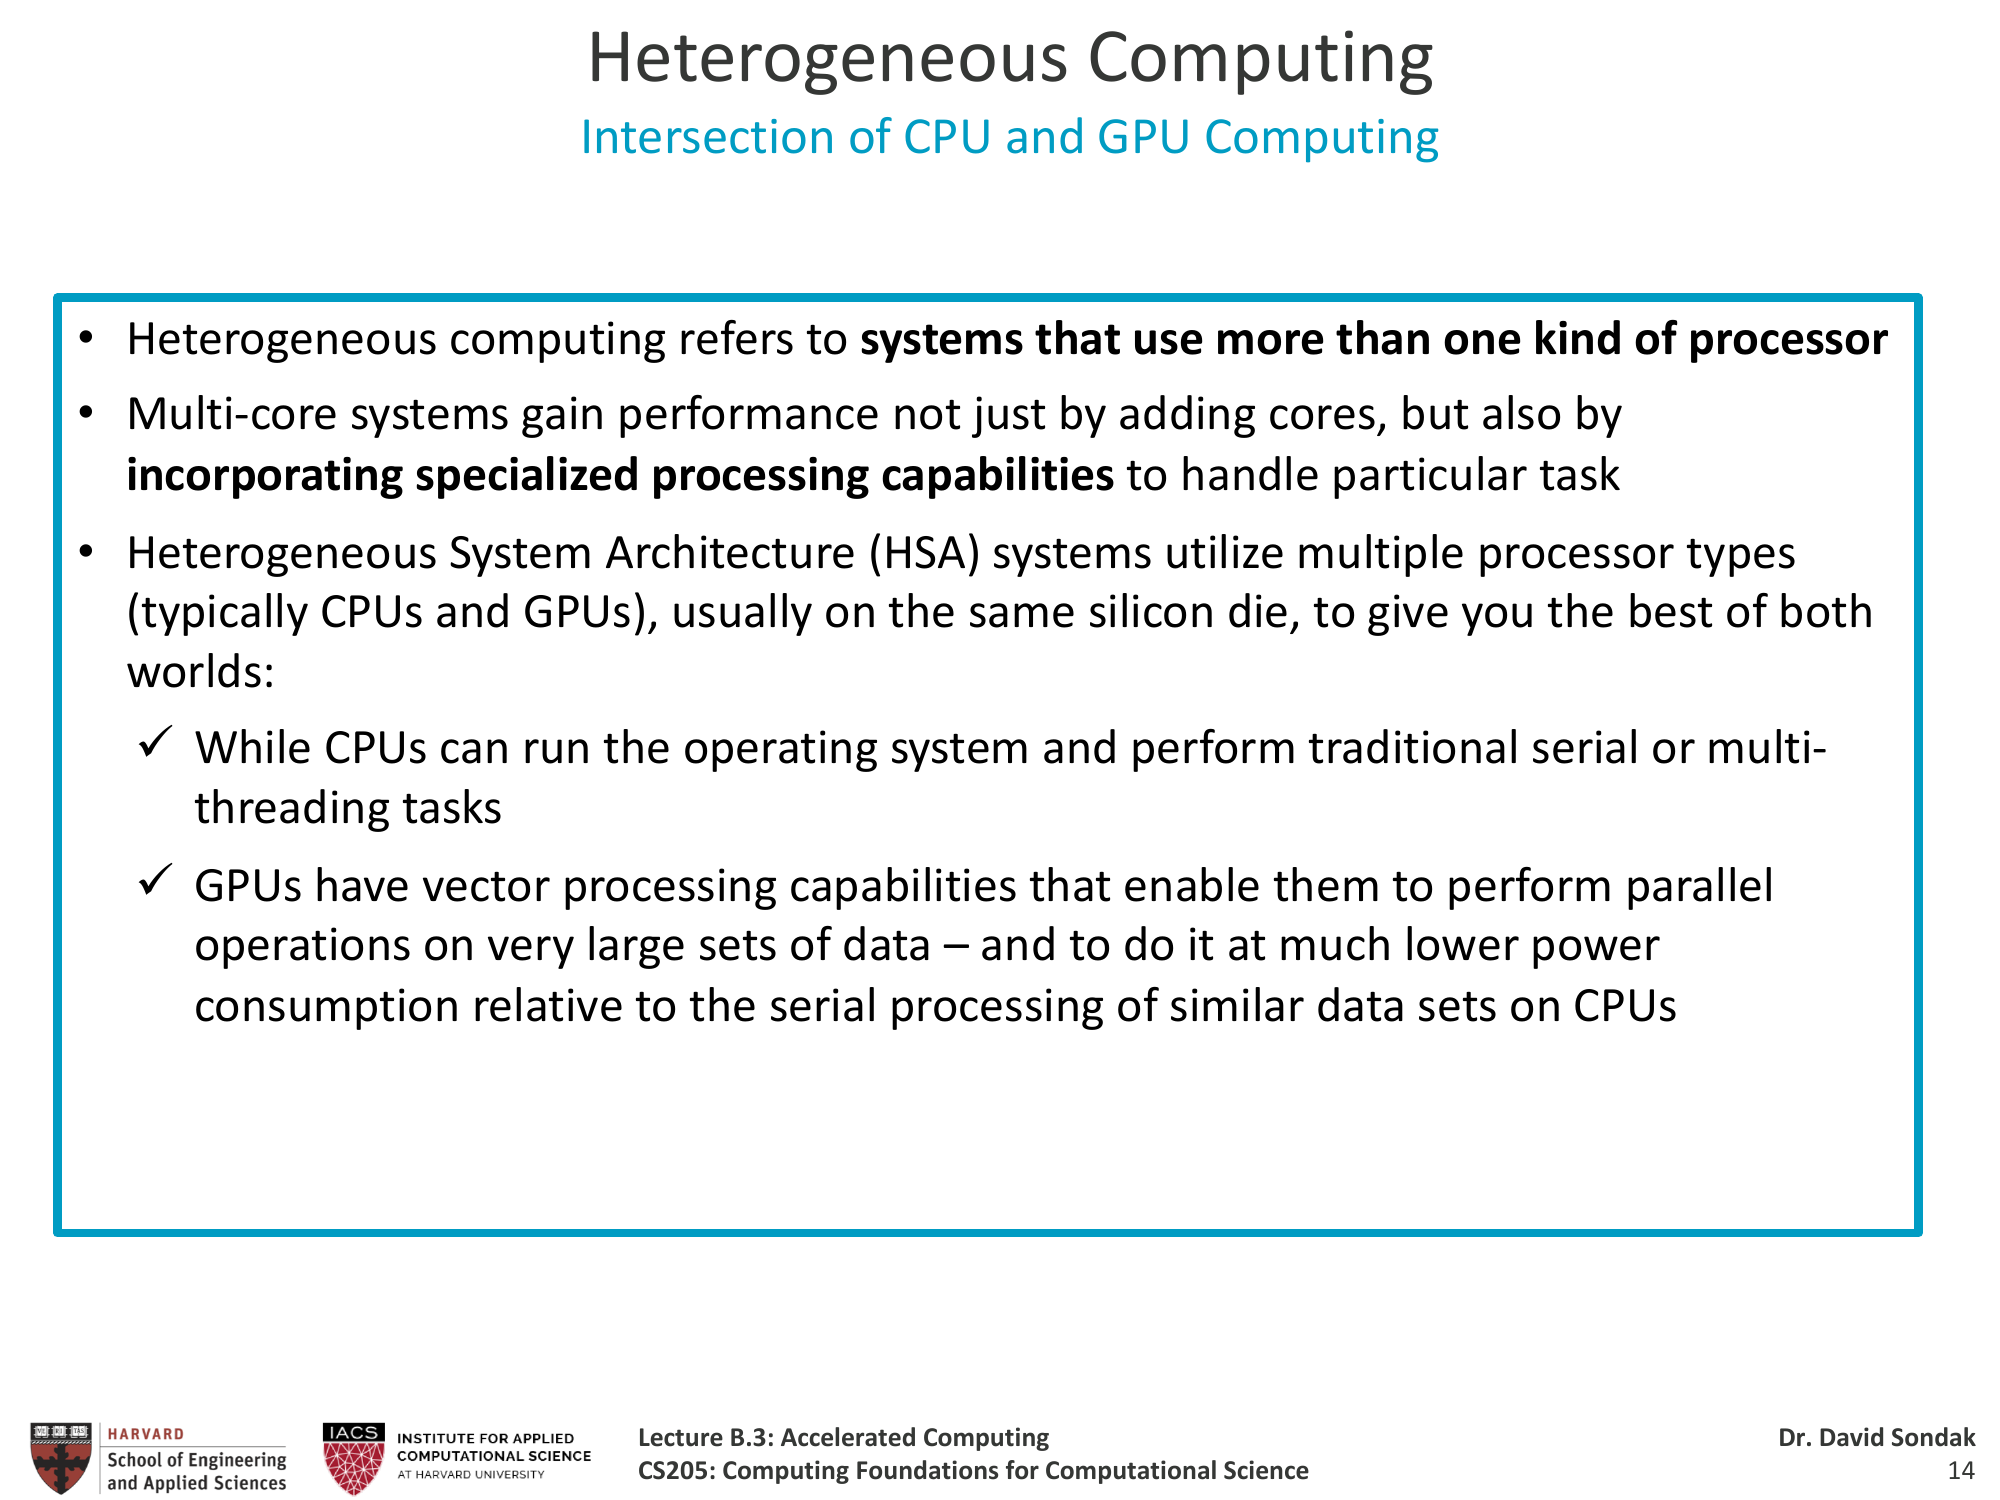 Heterogeneous Computing
Intersection of CPU and GPU Computing
• Heterogeneous computing refers to systems that use more than one kind of processor
• Multi-core systems gain performance not just by adding cores, but also by
incorporating specialized processing capabilities to handle particular task
• Heterogeneous System Architecture (HSA) systems utilize multiple processor types
(typically CPUs and GPUs), usually on the same silicon die, to give you the best of both
worlds:
✓ While CPUs can run the operating system and perform traditional serial or multi-
threading tasks
✓ GPUs have vector processing capabilities that enable them to perform parallel
operations on very large sets of data – and to do it at much lower power
consumption relative to the serial processing of similar data sets on CPUs
HARVARD
School of Engineering
and Applied Sciences
IACS
INSTITUTE FOR APPLIED
COMPUTATIONAL SCIENCE
AT HARVARD UNIVERSITY
Lecture B.3: Accelerated Computing
CS205: Computing Foundations for Computational Science
Dr. David Sondak
14